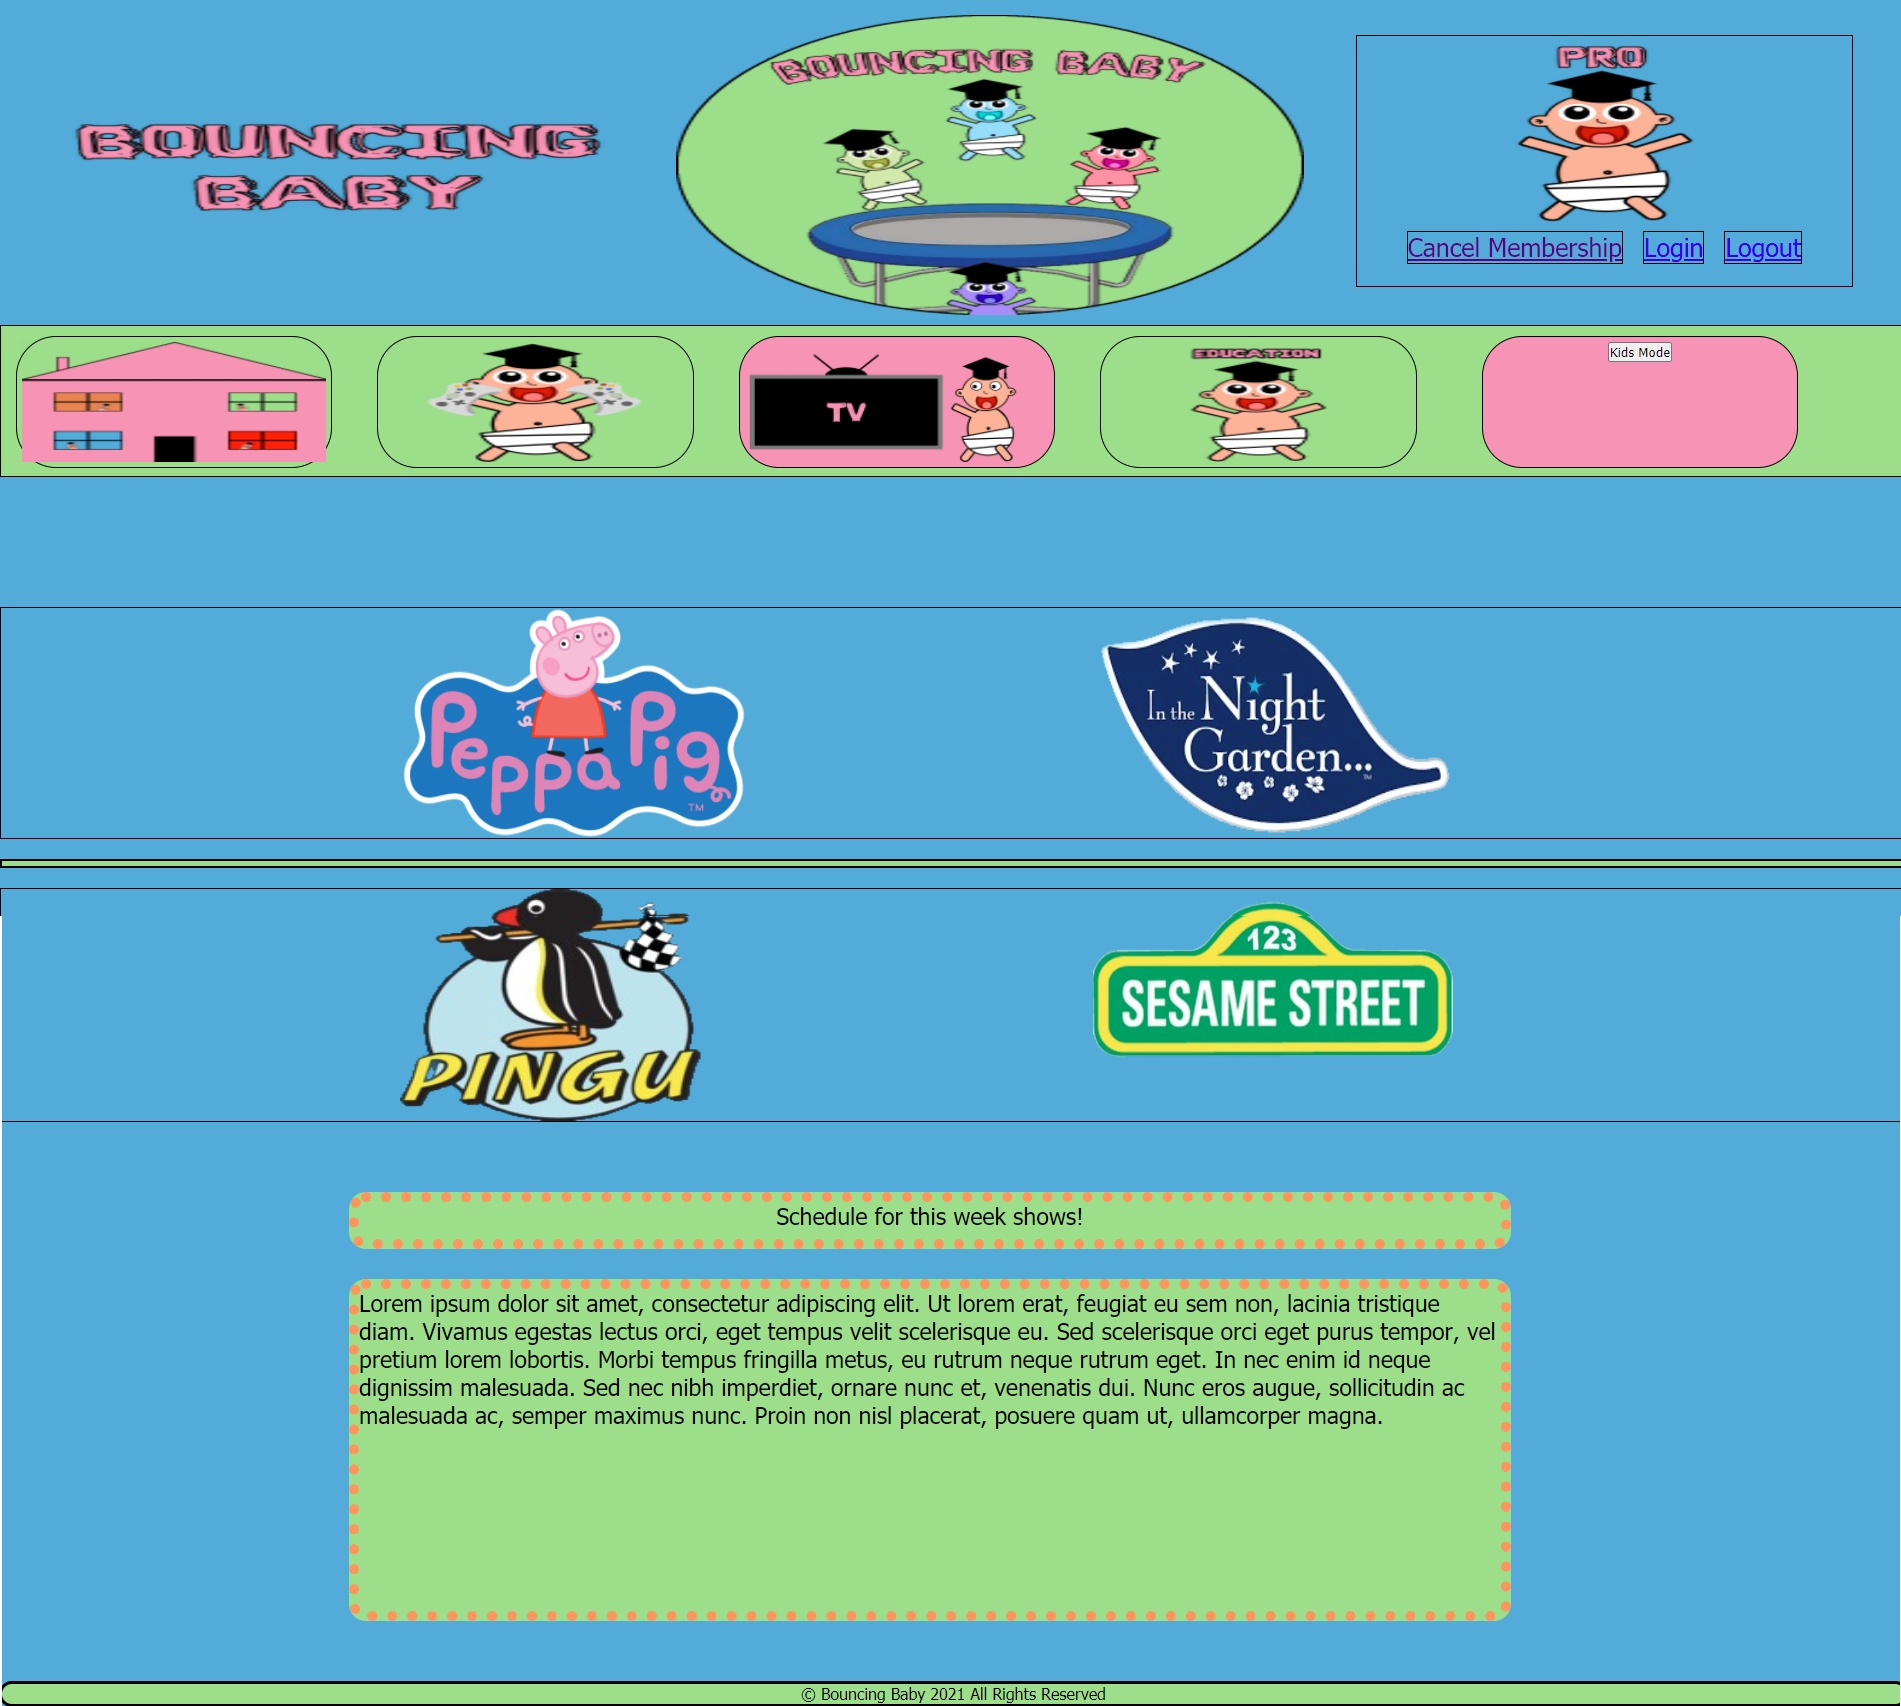 BOUNCING
BABY
BOUNCING BABY
PRO
Cancel Membership Login Logout
TV
EDUCATION
Kids Mode
Peppa Pig
TM
In the Night
Garden...
TM
PINGU
123
SESAME STREET
Schedule for this week shows!
Lorem ipsum dolor sit amet, consectetur adipiscing elit. Ut lorem erat, feugiat eu sem non, lacinia tristique
diam. Vivamus egestas lectus orci, eget tempus velit scelerisque eu. Sed scelerisque orci eget purus tempor, vel
pretium lorem lobortis. Morbi tempus fringilla metus, eu rutrum neque rutrum eget. In nec enim id neque
dignissim malesuada. Sed nec nibh imperdiet, ornare nunc et, venenatis dui. Nunc eros augue, sollicitudin ac
malesuada ac, semper maximus nunc. Proin non nisl placerat, posuere quam ut, ullamcorper magna.
© Bouncing Baby 2021 All Rights Reserved